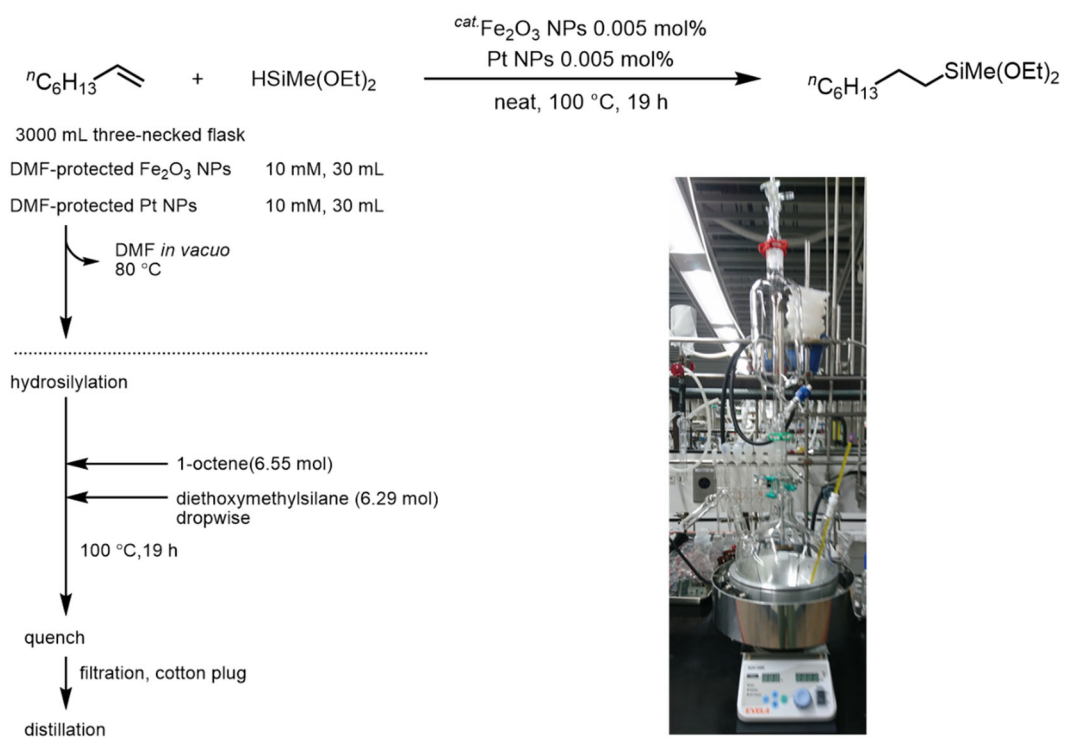 cat.Fe2O3 NPs 0.005 mol%
Pt NPs 0.005 mol%
nC6H13 + HSiMe(OEt)2
neat, 100 °C, 19 h
nC6H13 SiMe(OEt)2
3000 mL three-necked flask
DMF-protected Fe2O3 NPs 10 mM, 30 mL
DMF-protected Pt NPs 10 mM, 30 mL
DMF in vacuo
80 °C
hydrosilylation
1-octene(6.55 mol)
diethoxymethylsilane (6.29 mol)
dropwise
100 °C,19 h
quench
filtration, cotton plug
distillation
EYELA